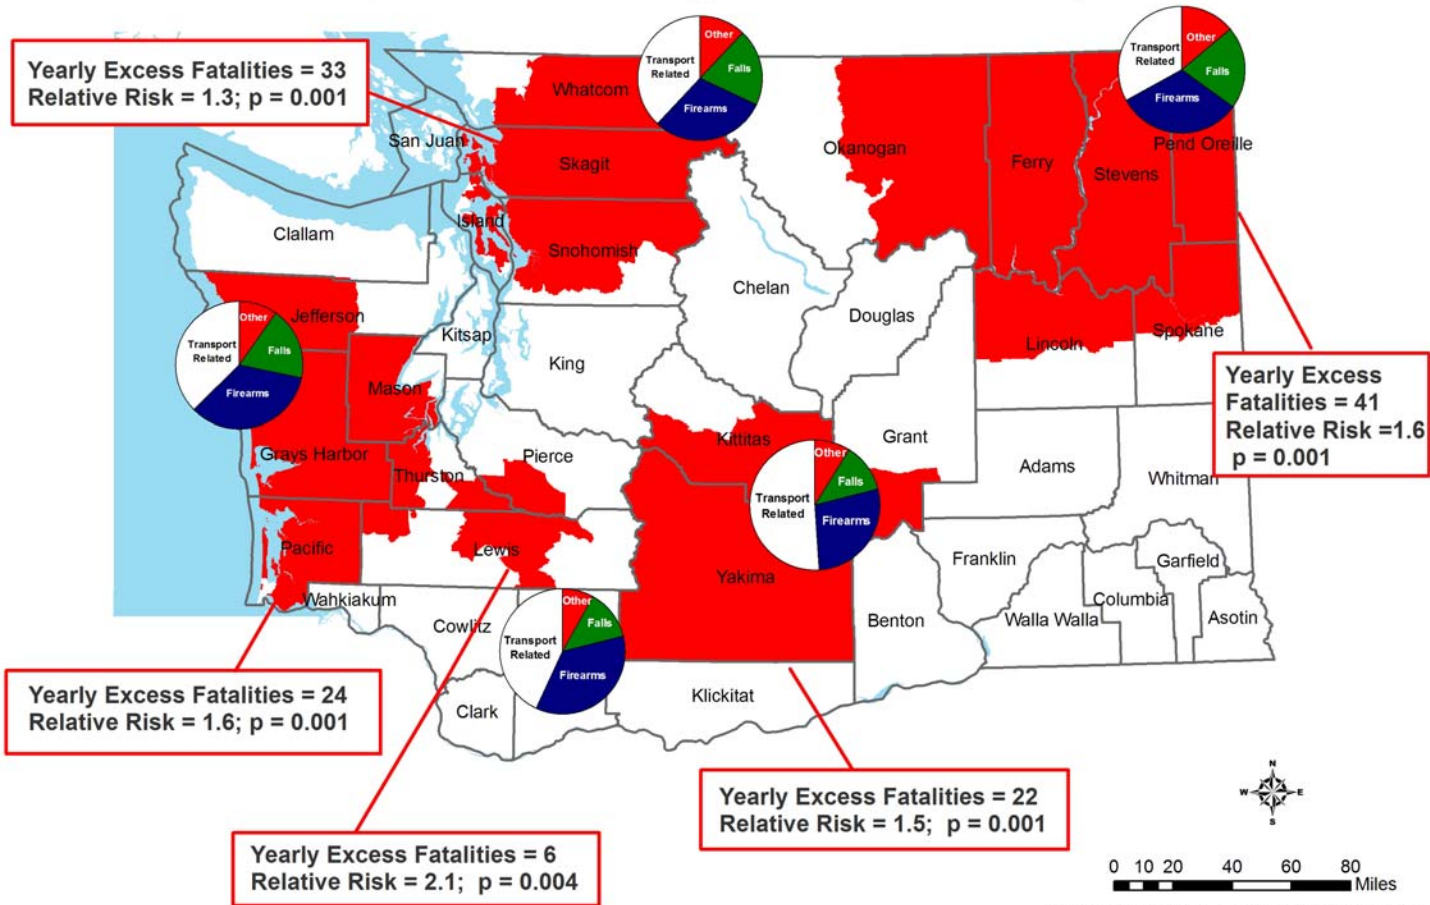 Yearly Excess Fatalities = 33
Relative Risk = 1.3; p = 0.001
Transport
Related
Other
Falls
Firearms
Transport
Related
Other
Falls
Firearms
Whatcom
San Juan
Skagit
Okanogan
Ferry
Stevens
Pend Oreille
Island
Snohomish
Clallam
Chelan
Douglas
Jefferson
Kitsap
King
Lincoln
Spokane
Transport
Related
Other
Falls
Firearms
Mason
Yearly Excess
Fatalities = 41
Relative Risk =1.6
p = 0.001
Grays Harbor
Thurston
Pierce
Kittitas
Grant
Adams
Whitman
Transport
Related
Other
Falls
Firearms
Pacific
Lewis
Yakima
Franklin
Garfield
Wahkiakum
Cowlitz
Benton
Walla Walla
Columbia
Asotin
Transport
Related
Other
Falls
Firearms
Clark
Klickitat
Yearly Excess Fatalities = 24
Relative Risk = 1.6; p = 0.001
Yearly Excess Fatalities = 22
Relative Risk = 1.5; p = 0.001
Yearly Excess Fatalities = 6
Relative Risk = 2.1; p = 0.004
N
W E
S
0 10 20 40 60 80
Miles